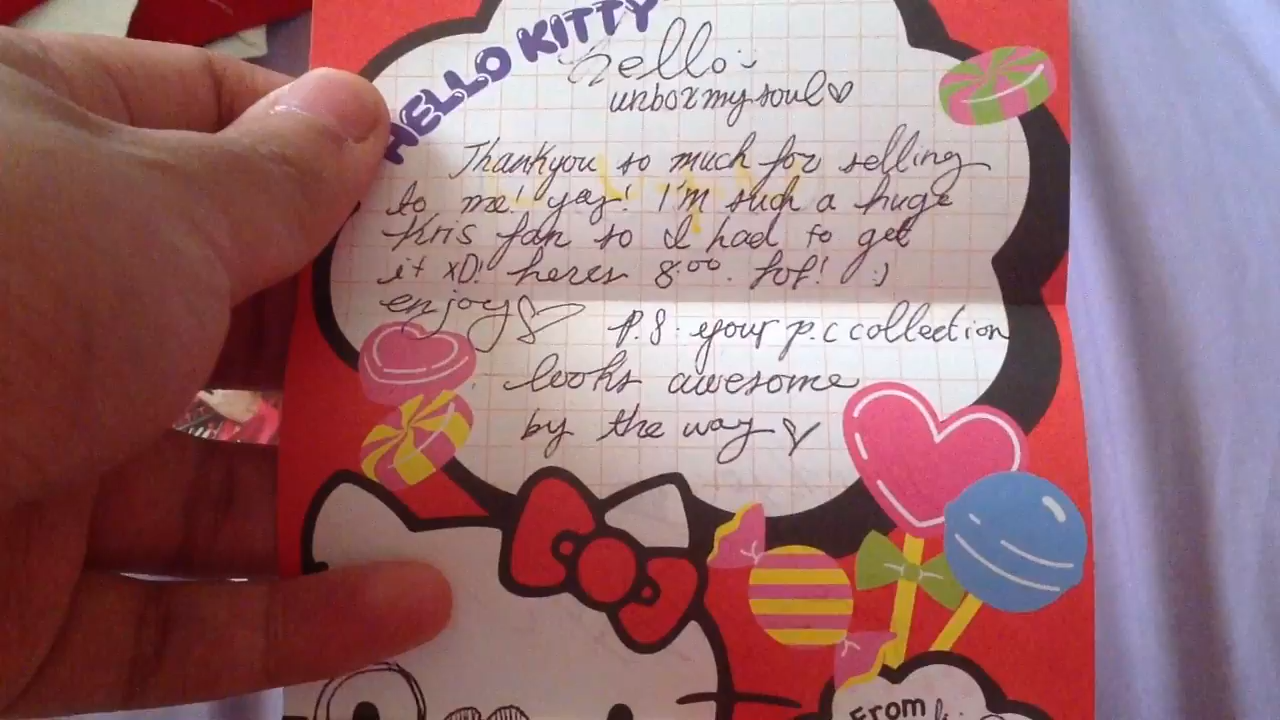 HELLO KITTY
hello :
unboxmysoul♡
Thankyou so much for selling
to me! yas! I'm such a huge
Kris fan so I had to get
it xD! heres 8.00. lol! :)
enjoy♡
P.S. your p.c collection
looks awesome
by the way♡
From